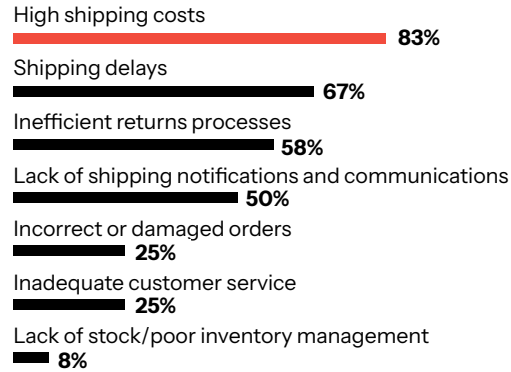 High shipping costs
83%
Shipping delays
67%
Inefficient returns processes
58%
Lack of shipping notifications and communications
50%
Incorrect or damaged orders
25%
Inadequate customer service
25%
Lack of stock/poor inventory management
8%